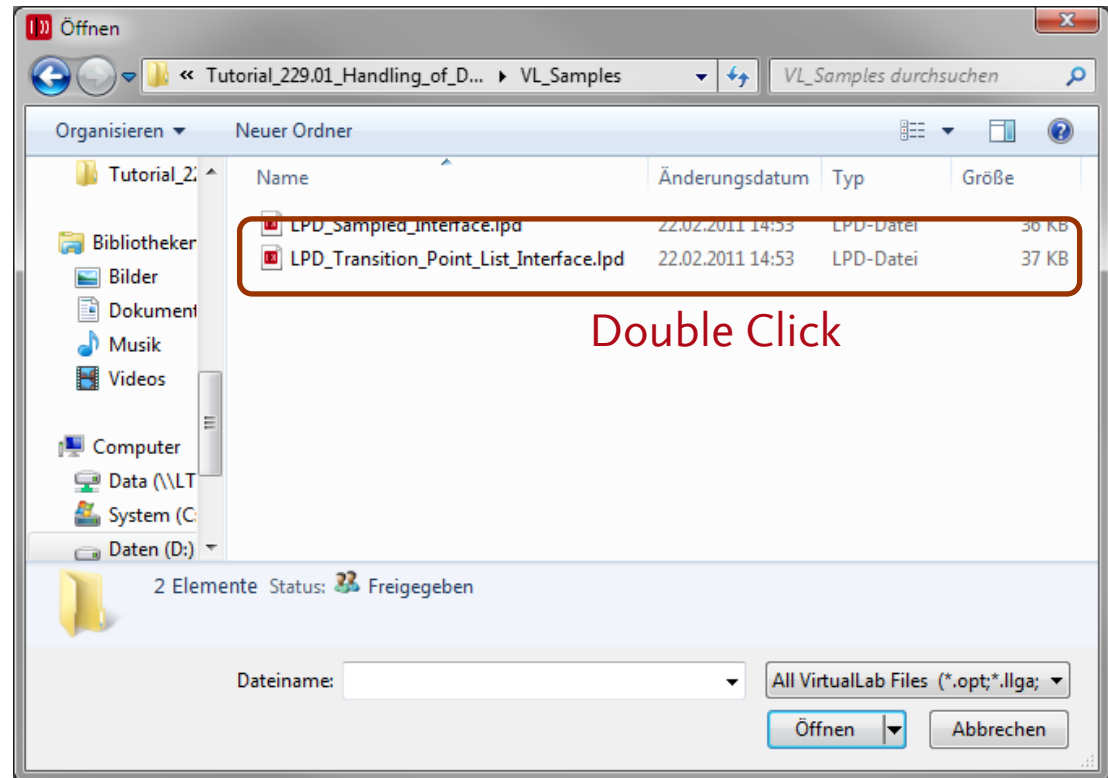 Öffnen
« Tutorial_229.01_Handling_of_D... ▸ VL_Samples VL_Samples durchsuchen
Organisieren ▾ Neuer Ordner
Tutorial_22
Name Änderungsdatum Typ Größe
LPD_Sampled_Interface.lpd 22.02.2011 14:53 LPD-Datei 36 KB
LPD_Transition_Point_List_Interface.lpd 22.02.2011 14:53 LPD-Datei 37 KB
Double Click
Bibliotheken
Bilder
Dokument
Musik
Videos
Computer
Data (\\LT
System (C:
Daten (D:)
2 Elemente Status: Freigegeben
Dateiname: All VirtualLab Files (*.opt;*.llga;
Öffnen Abbrechen